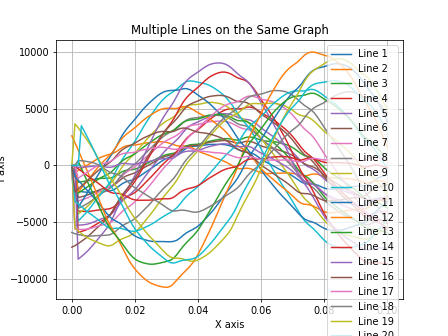 Multiple Lines on the Same Graph
10000
5000
0
−5000
−10000
0.00
0.02
0.04
0.06
X axis
Line 1
Line 2
Line 3
Line 4
Line 5
Line 6
Line 7
Line 8
Line 9
Line 10
Line 11
Line 12
Line 13
Line 14
Line 15
Line 16
Line 17
Line 18
Line 19
Line 20